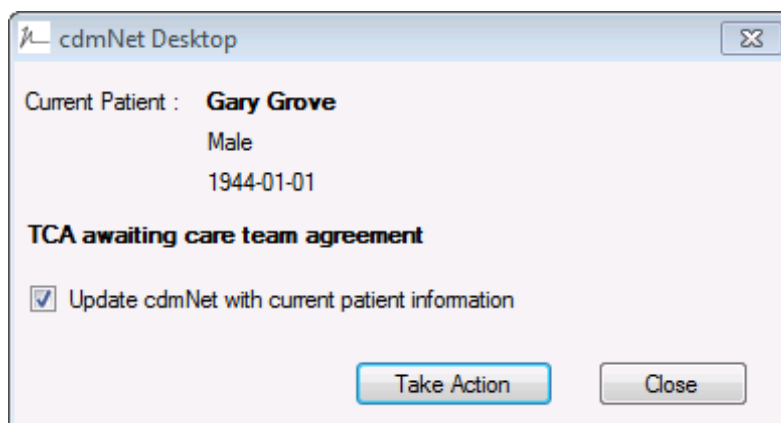 cdmNet Desktop
Current Patient : Gary Grove
Male
1944-01-01
TCA awaiting care team agreement
Update cdmNet with current patient information
Take Action Close